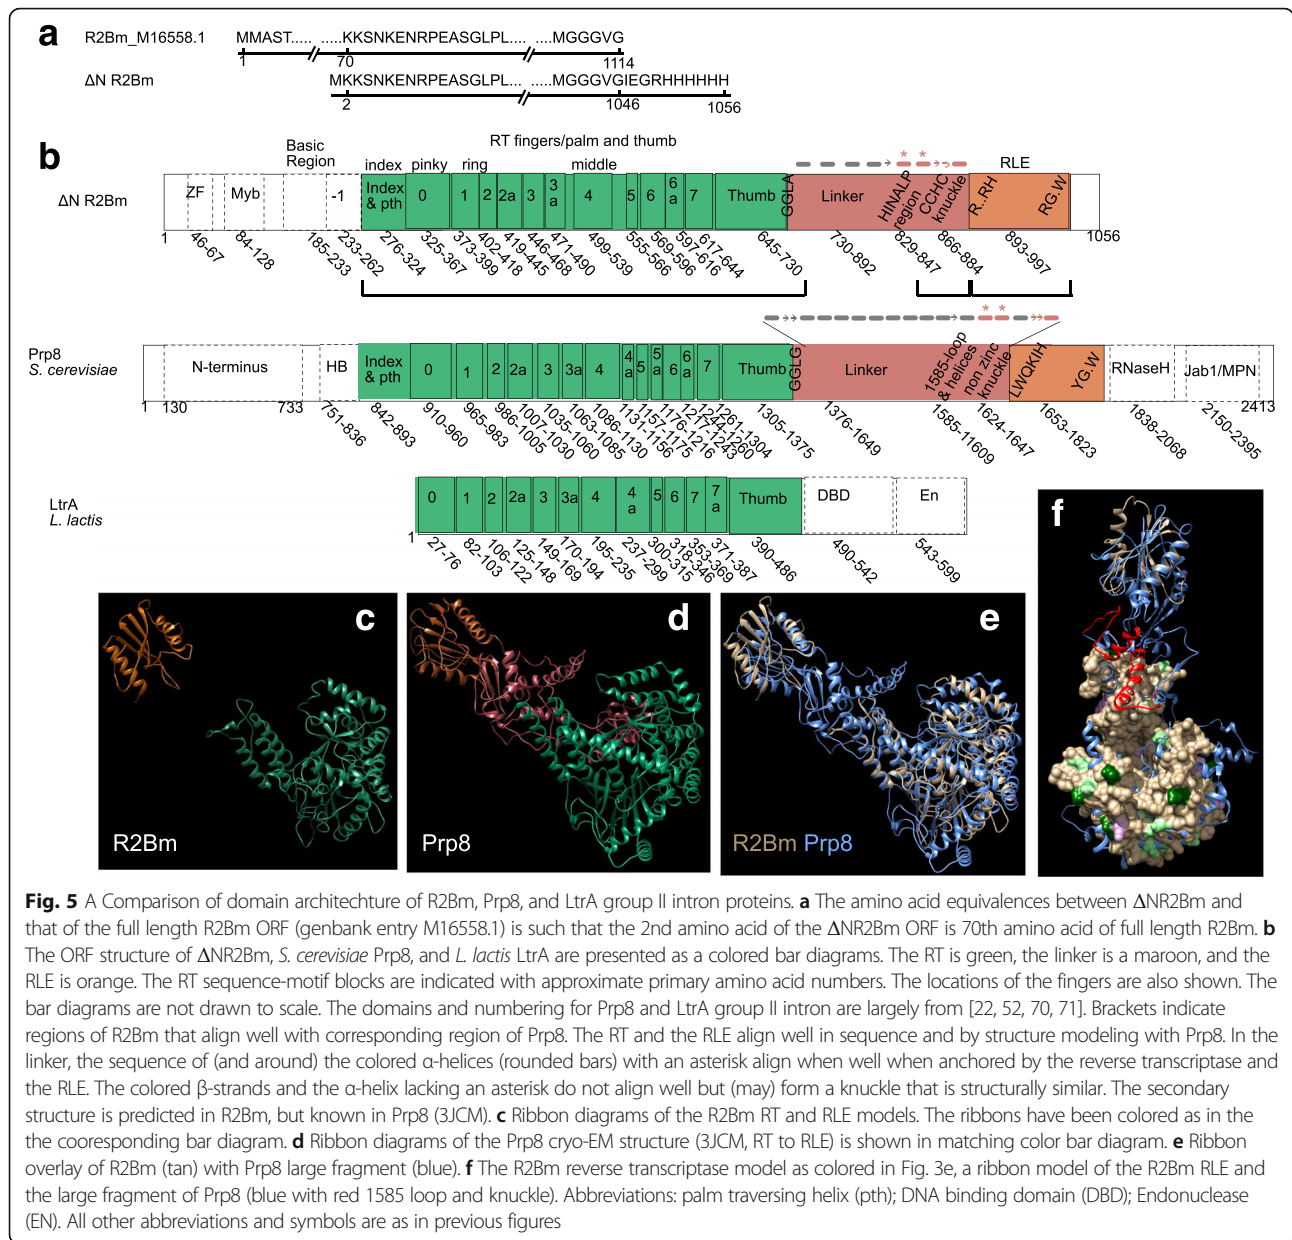 a
R2Bm_M16558.1 MMAST..... .....KKSNKENRPEASGLPL.... ....MGGGVG
1 70 1114
ΔN R2Bm MKKSNKENRPEASGLPL... .....MGGGVGIEGRHHHHHH
2 1046 1056
b
Basic Region
RT fingers/palm and thumb
index pinky ring middle
* *
RLE
ΔN R2Bm
ZF Myb -1 Index & pth 0 1 2 2a 3 3a 4 5 6 6a 7 Thumb GGLA Linker HINALP region CCHC knuckle R..RH RG.W
1 46-67 84-128 185-233 233-262 276-324 325-367 373-399 402-418 419-445 446-468 471-490 499-539 555-566 569-596 597-616 617-644 645-730 730-892 829-847 866-884 893-997 1056
* *
Prp8
S. cerevisiae
N-terminus HB Index & pth 0 1 2 2a 3 3a 4 4a 5 5a 6 6a 7 Thumb GGLG Linker 1585-loop & helices non zinc knuckle LWQKIH YG.W RNaseH Jab1/MPN
1 130 733 751-836 842-893 910-960 965-983 986-1005 1007-1030 1035-1060 1063-1085 1086-1130 1131-1156 1157-1175 1176-1216 1217-1243 1244-1260 1261-1304 1305-1375 1376-1649 1585-11609 1624-1647 1653-1823 1838-2068 2150-2395 2413
LtrA
L. lactis
0 1 2 2a 3 3a 4 4a 5 6 7 7a Thumb DBD En
1 27-76 82-103 106-122 125-148 149-169 170-194 195-235 237-299 300-315 318-346 353-369 371-387 390-486 490-542 543-599
c
R2Bm
d
Prp8
e
R2Bm Prp8
f
Fig. 5 A Comparison of domain architechture of R2Bm, Prp8, and LtrA group II intron proteins. a The amino acid equivalences between ΔNR2Bm and
that of the full length R2Bm ORF (genbank entry M16558.1) is such that the 2nd amino acid of the ΔNR2Bm ORF is 70th amino acid of full length R2Bm. b
The ORF structure of ΔNR2Bm, S. cerevisiae Prp8, and L. lactis LtrA are presented as a colored bar diagrams. The RT is green, the linker is a maroon, and the
RLE is orange. The RT sequence-motif blocks are indicated with approximate primary amino acid numbers. The locations of the fingers are also shown. The
bar diagrams are not drawn to scale. The domains and numbering for Prp8 and LtrA group II intron are largely from [22, 52, 70, 71]. Brackets indicate
regions of R2Bm that align well with corresponding region of Prp8. The RT and the RLE align well in sequence and by structure modeling with Prp8. In the
linker, the sequence of (and around) the colored α-helices (rounded bars) with an asterisk align when well when anchored by the reverse transcriptase and
the RLE. The colored β-strands and the α-helix lacking an asterisk do not align well but (may) form a knuckle that is structurally similar. The secondary
structure is predicted in R2Bm, but known in Prp8 (3JCM). c Ribbon diagrams of the R2Bm RT and RLE models. The ribbons have been colored as in the
the cooresponding bar diagram. d Ribbon diagrams of the Prp8 cryo-EM structure (3JCM, RT to RLE) is shown in matching color bar diagram. e Ribbon
overlay of R2Bm (tan) with Prp8 large fragment (blue). f The R2Bm reverse transcriptase model as colored in Fig. 3e, a ribbon model of the R2Bm RLE and
the large fragment of Prp8 (blue with red 1585 loop and knuckle). Abbreviations: palm traversing helix (pth); DNA binding domain (DBD); Endonuclease
(EN). All other abbreviations and symbols are as in previous figures